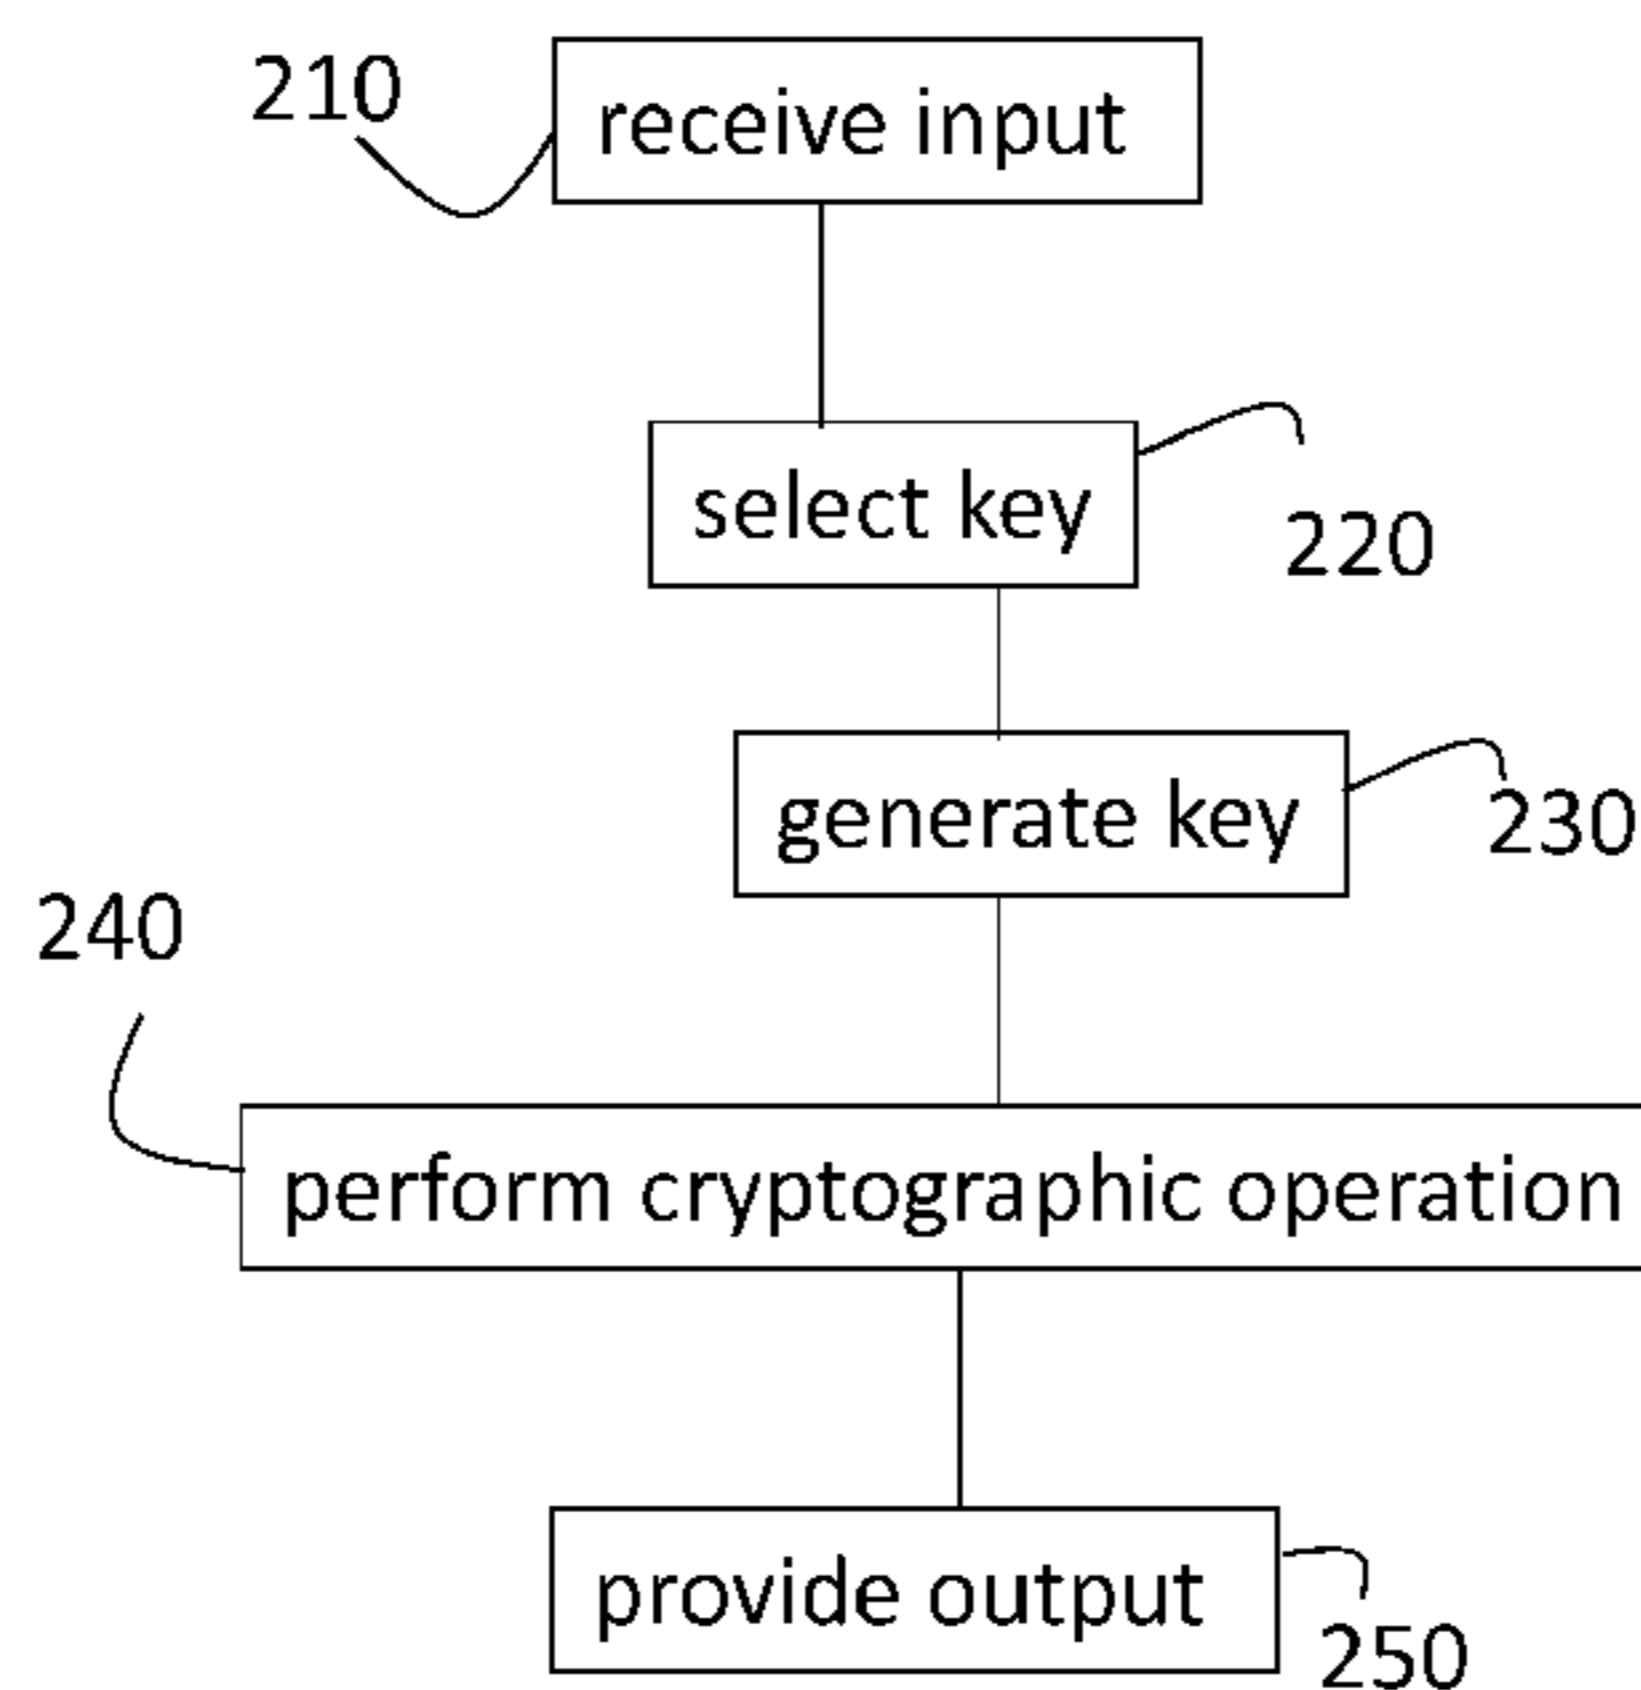 210
receive input
select key
220
generate key
230
240
perform cryptographic operation
provide output
250